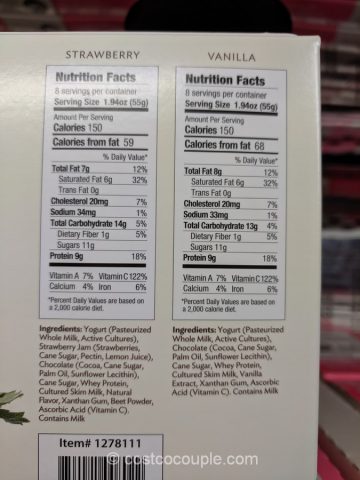 STRAWBERRY
Nutrition Facts
8 servings per container
Serving Size 1.94oz (55g)
Amount Per Serving
Calories 150
Calories from fat 59
% Daily Value*
Total Fat 7g 12%
Saturated Fat 6g 32%
Trans Fat 0g
Cholesterol 20mg 7%
Sodium 34mg 1%
Total Carbohydrate 14g 5%
Dietary Fiber 1g 5%
Sugars 11g
Protein 9g 18%
Vitamin A 7% Vitamin C 122%
Calcium 4% Iron 6%
*Percent Daily Values are based on
a 2,000 calorie diet.
Ingredients: Yogurt (Pasteurized
Whole Milk, Active Cultures),
Strawberry Jam (Strawberries,
Cane Sugar, Pectin, Lemon Juice),
Chocolate (Cocoa, Cane Sugar,
Palm Oil, Sunflower Lecithin),
Cane Sugar, Whey Protein,
Cultured Skim Milk, Natural
Flavor, Xanthan Gum, Beet Powder,
Ascorbic Acid (Vitamin C).
Contains Milk
VANILLA
Nutrition Facts
8 servings per container
Serving Size 1.94oz (55g)
Amount Per Serving
Calories 150
Calories from fat 68
% Daily Value*
Total Fat 8g 12%
Saturated Fat 6g 32%
Trans Fat 0g
Cholesterol 20mg 7%
Sodium 33mg 1%
Total Carbohydrate 13g 4%
Dietary Fiber 1g 5%
Sugars 11g
Protein 9g 18%
Vitamin A 7% Vitamin C 122%
Calcium 4% Iron 6%
*Percent Daily Values are based on
a 2,000 calorie diet.
Ingredients: Yogurt (Pasteurized
Whole Milk, Active Cultures),
Chocolate (Cocoa, Cane Sugar,
Palm Oil, Sunflower Lecithin),
Cane Sugar, Whey Protein,
Cultured Skim Milk, Vanilla
Extract, Xanthan Gum, Ascorbic
Acid (Vitamin C).
Contains Milk
Item# 1278111
© costcocouple.com